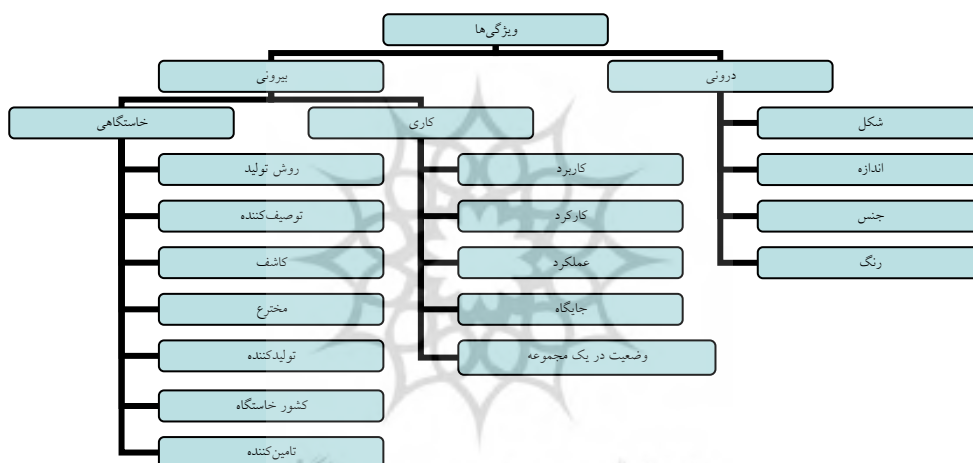 ویژگی‌ها
درونی
بیرونی
شکل
اندازه
جنس
رنگ
کاری
خاستگاهی
کاربرد
کارکرد
عملکرد
جایگاه
وضعیت در یک مجموعه
روش تولید
توصیف‌کننده
کاشف
مخترع
تولیدکننده
کشور خاستگاه
تامین‌کننده